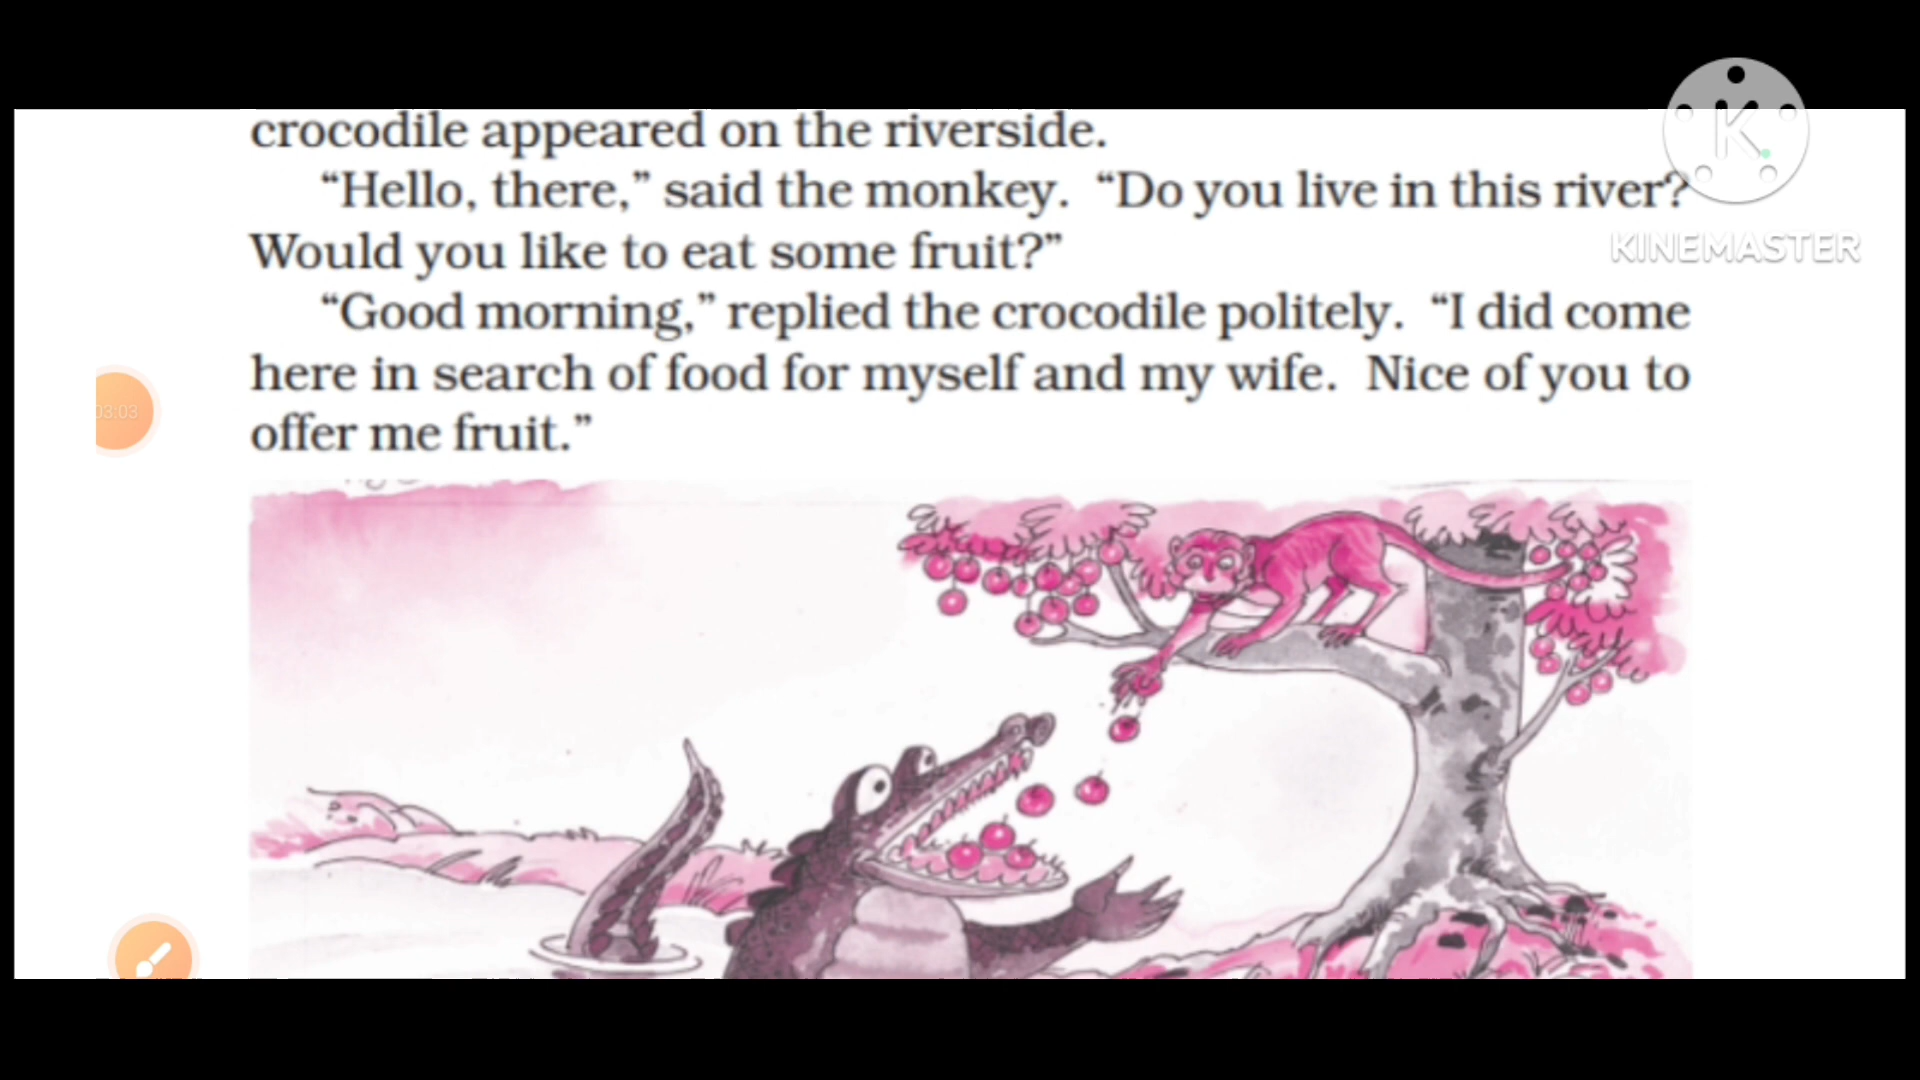 crocodile appeared on the riverside.
“Hello, there,” said the monkey. “Do you live in this river?
Would you like to eat some fruit?”
“Good morning,” replied the crocodile politely. “I did come
here in search of food for myself and my wife. Nice of you to
offer me fruit.”
03:03
K
KINEMASTER